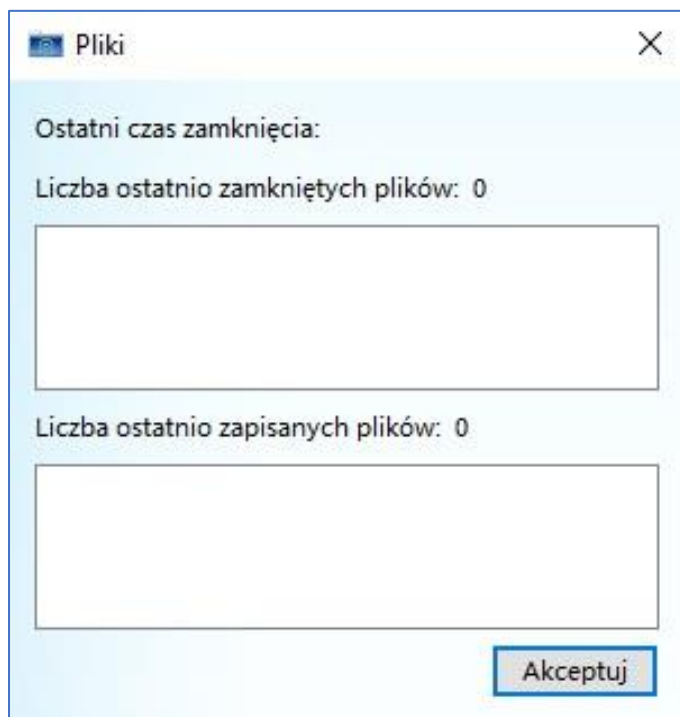 Pliki
Ostatni czas zamknięcia:
Liczba ostatnio zamkniętych plików: 0
Liczba ostatnio zapisanych plików: 0
Akceptuj